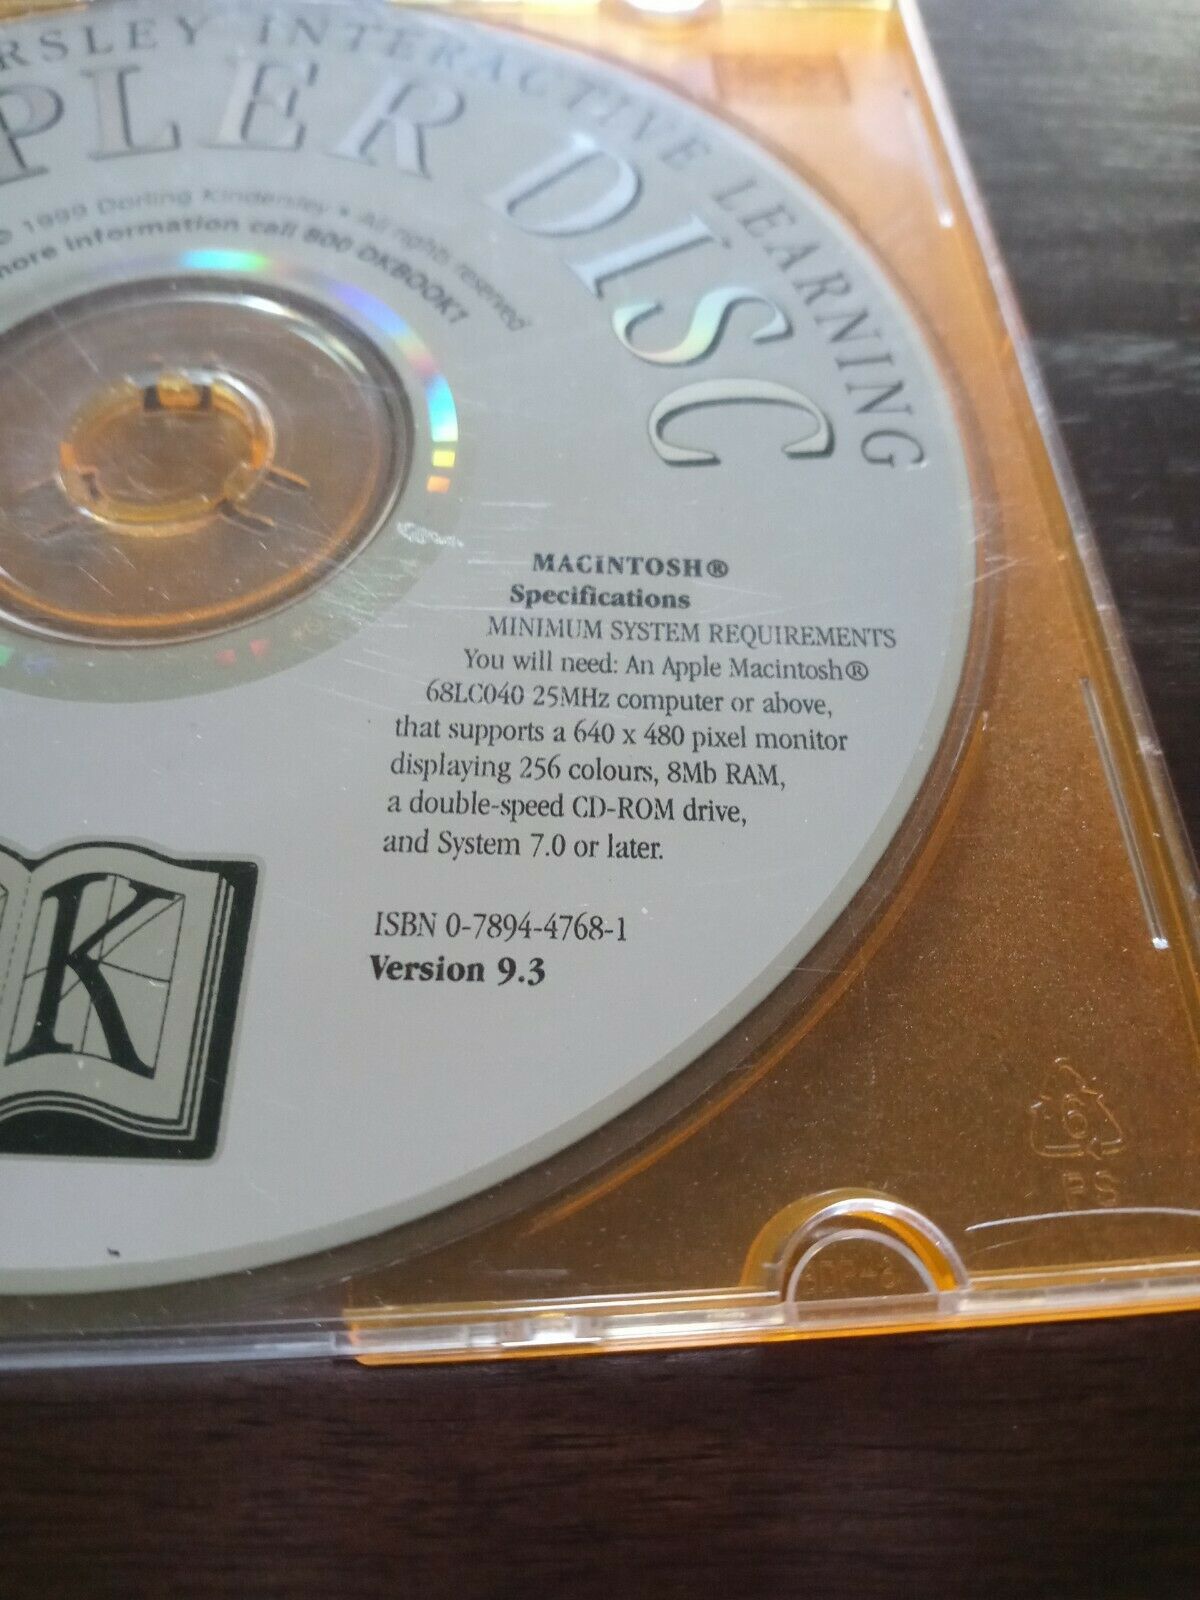 RSLEY INTERACTIVE LEARNING
PLER DISC
© 1999 Dorling Kindersley • All rights reserved
more information call 800 DKBOOK1
MACINTOSH®
Specifications
MINIMUM SYSTEM REQUIREMENTS
You will need: An Apple Macintosh®
68LC040 25MHz computer or above,
that supports a 640 x 480 pixel monitor
displaying 256 colours, 8Mb RAM,
a double-speed CD-ROM drive,
and System 7.0 or later.
ISBN 0-7894-4768-1
Version 9.3
K
6
PS